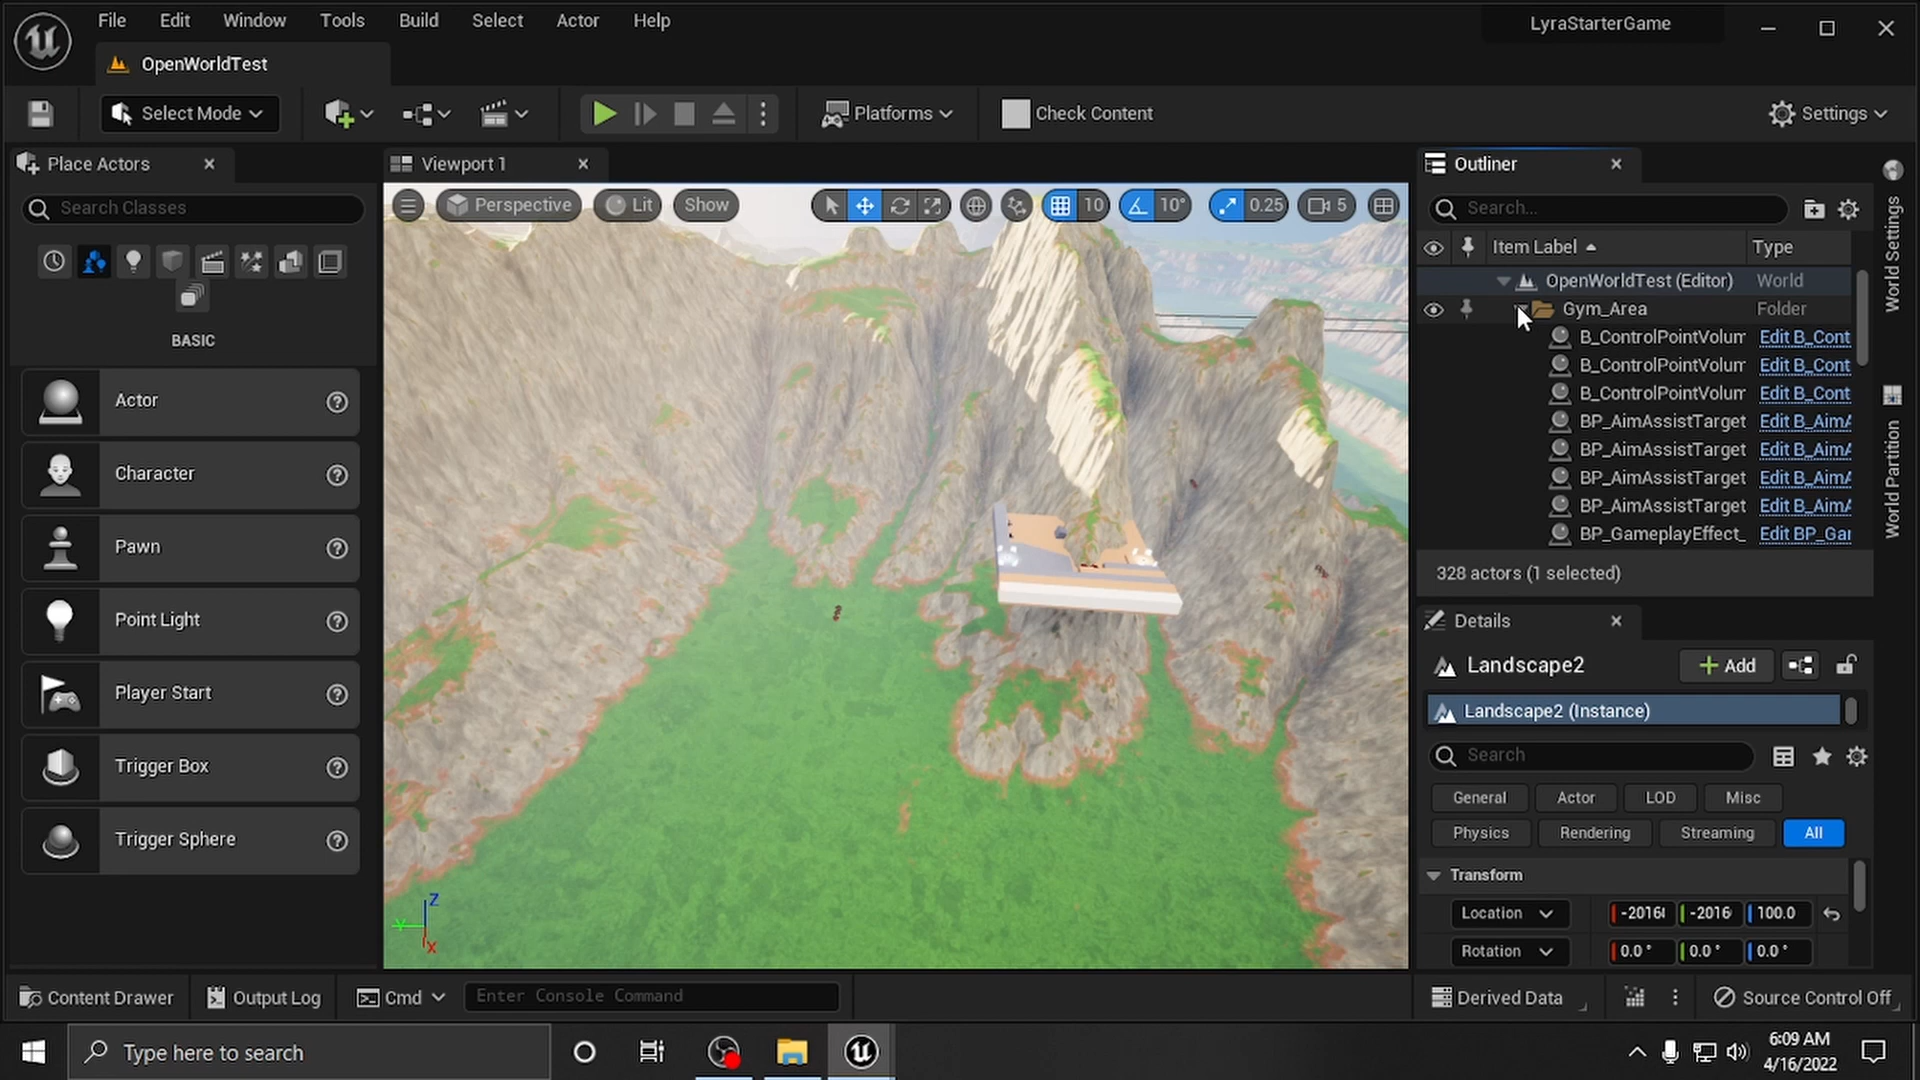 File Edit Window Tools Build Select Actor Help
LyraStarterGame
OpenWorldTest
Select Mode
Platforms
Check Content
Settings
Place Actors
Search Classes
BASIC
Actor
Character
Pawn
Point Light
Player Start
Trigger Box
Trigger Sphere
Viewport 1
Perspective Lit Show 10 10° 0.25 5
Z
Y
X
Outliner
Search...
Item Label Type
OpenWorldTest (Editor) World
Gym_Area Folder
B_ControlPointVolum Edit B_Cont
B_ControlPointVolum Edit B_Cont
B_ControlPointVolum Edit B_Cont
BP_AimAssistTarget Edit B_AimA
BP_AimAssistTarget Edit B_AimA
BP_AimAssistTarget Edit B_AimA
BP_AimAssistTarget Edit B_AimA
BP_GameplayEffect_ Edit BP_Gar
328 actors (1 selected)
World Settings
World Partition
Details
Landscape2 Add
Landscape2 (Instance)
Search
General Actor LOD Misc
Physics Rendering Streaming All
Transform
Location -2016 -2016 100.0
Rotation 0.0° 0.0° 0.0°
Content Drawer Output Log Cmd Enter Console Command
Derived Data Source Control Off
Type here to search
6:09 AM
4/16/2022